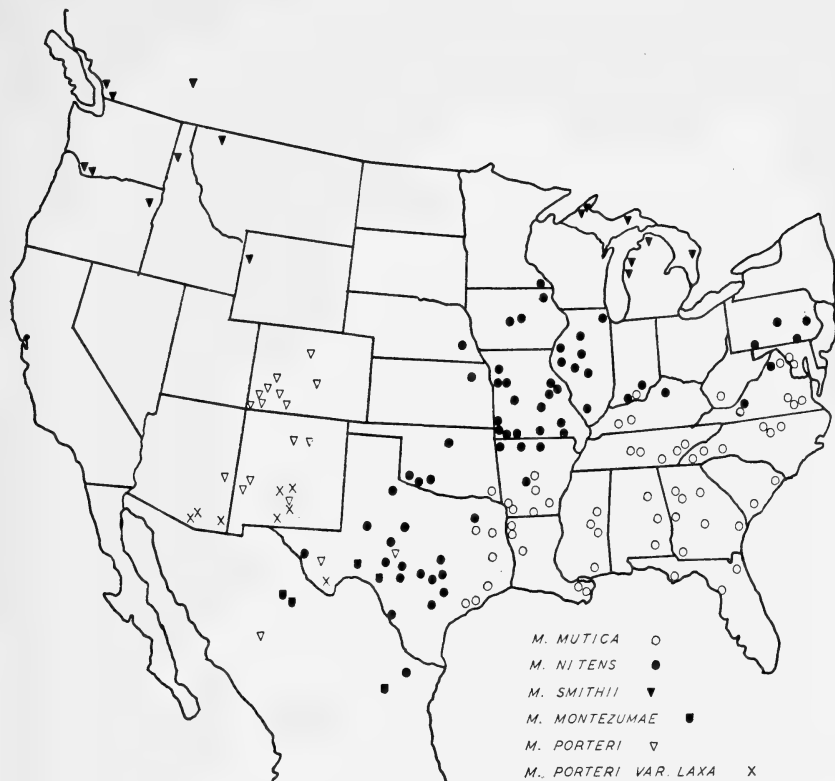 M. MUTICA ○
M. NITENS ●
M. SMITHII ▼
M. MONTEZUMAE ■
M. PORTERI ▽
M. PORTERI VAR. LAXA X